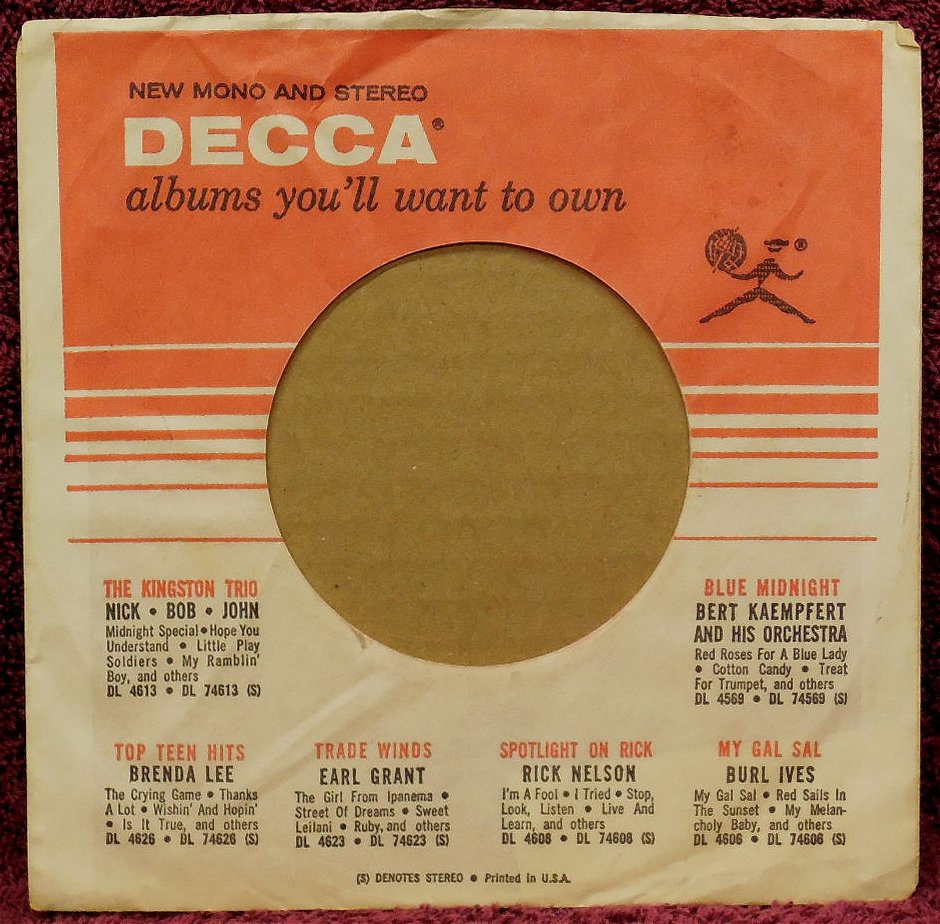 NEW MONO AND STEREO
DECCA®
albums you'll want to own
®
THE KINGSTON TRIO
NICK • BOB • JOHN
Midnight Special • Hope You
Understand • Little Play
Soldiers • My Ramblin'
Boy, and others
DL 4613 • DL 74613 (S)
BLUE MIDNIGHT
BERT KAEMPFERT
AND HIS ORCHESTRA
Red Roses For A Blue Lady
• Cotton Candy • Treat
For Trumpet, and others
DL 4569 • DL 74569 (S)
TOP TEEN HITS
BRENDA LEE
The Crying Game • Thanks
A Lot • Wishin' And Hopin'
• Is It True, and others
DL 4626 • DL 74626 (S)
TRADE WINDS
EARL GRANT
The Girl From Ipanema •
Street Of Dreams • Sweet
Leilani • Ruby, and others
DL 4623 • DL 74623 (S)
SPOTLIGHT ON RICK
RICK NELSON
I'm A Fool • I Tried • Stop,
Look, Listen • Live And
Learn, and others
DL 4608 • DL 74608 (S)
MY GAL SAL
BURL IVES
My Gal Sal • Red Sails In
The Sunset • My Melan-
choly Baby, and others
DL 4606 • DL 74606 (S)
(S) DENOTES STEREO • Printed in U.S.A.